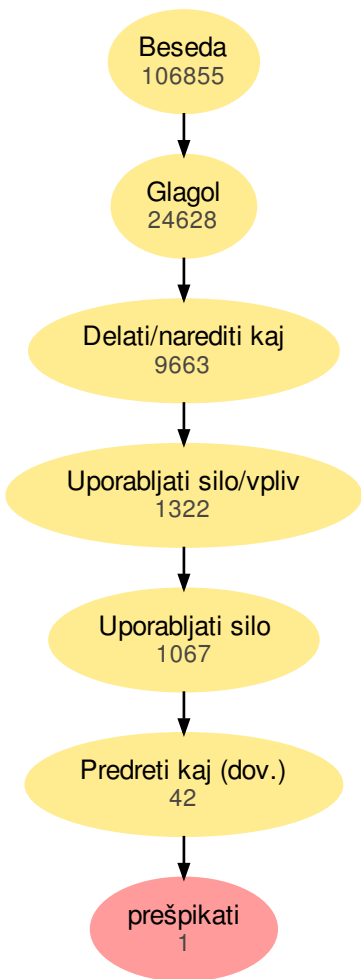 Beseda
106855
Glagol
24628
Delati/narediti kaj
9663
Uporabljati silo/vpliv
1322
Uporabljati silo
1067
Predreti kaj (dov.)
42
prešpikati
1